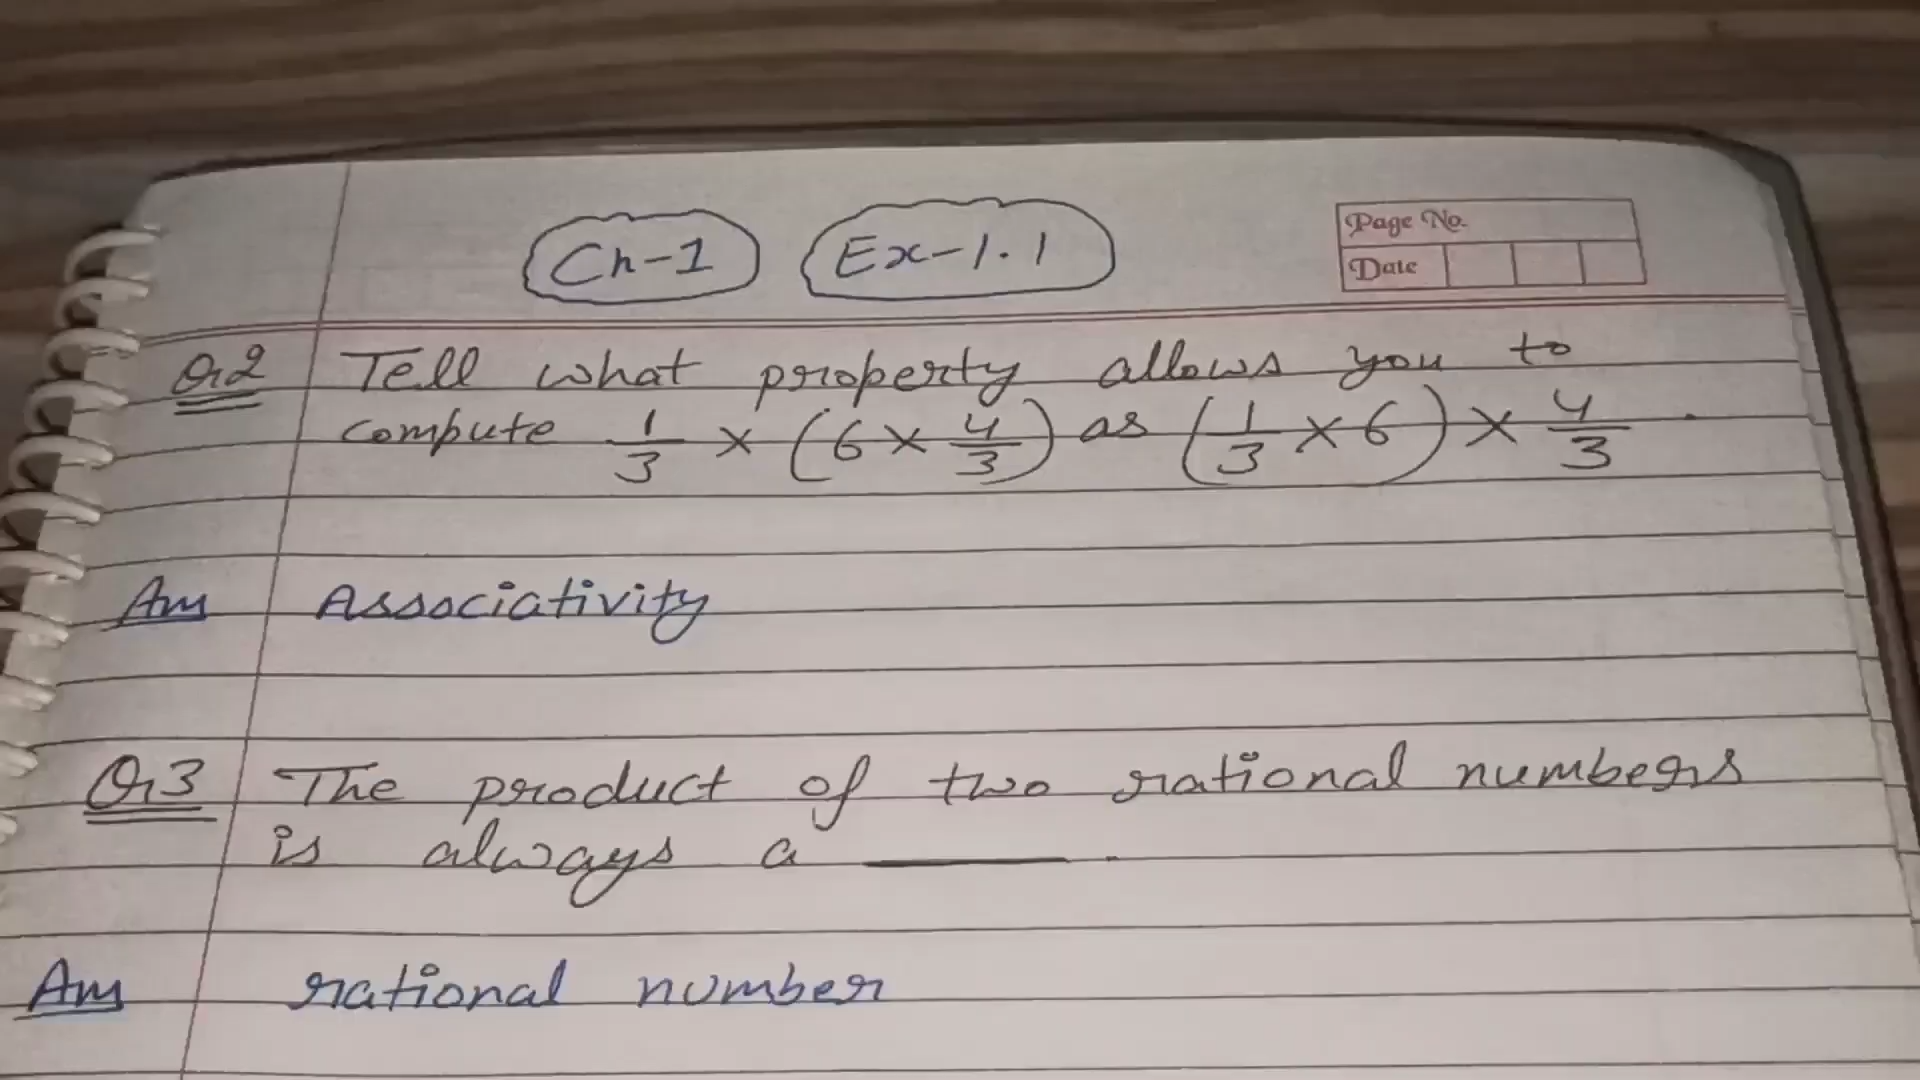 Ch-1 Ex-1.1
Page No.
Date
Q.2 Tell what property allows you to
compute 1/3 × (6 × 4/3) as (1/3 × 6) × 4/3.
Ans Associativity
Q.3 The product of two rational numbers
is always a ______.
Ans rational number